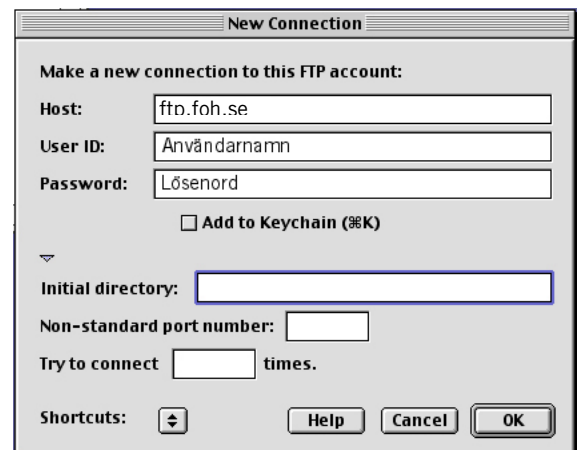 New Connection
Make a new connection to this FTP account:
Host: ftp.foh.se
User ID: Användarnamn
Password: Lösenord
Add to Keychain (⌘K)
Initial directory:
Non-standard port number:
Try to connect times.
Shortcuts: Help Cancel OK